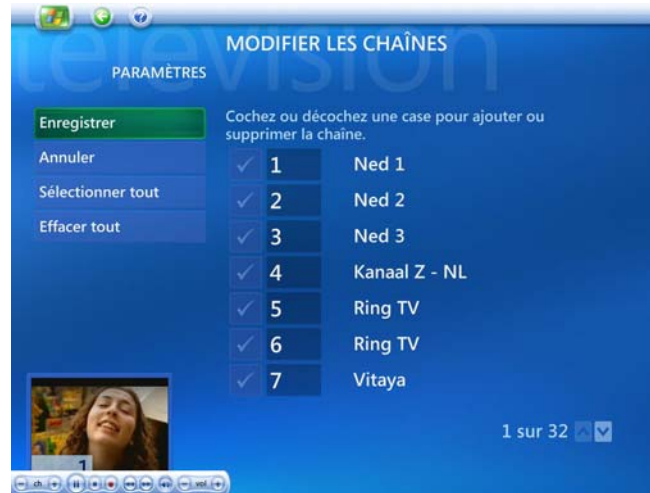 télévision
MODIFIER LES CHAÎNES
PARAMÈTRES
Enregistrer
Annuler
Sélectionner tout
Effacer tout
Cochez ou décochez une case pour ajouter ou
supprimer la chaîne.
1 Ned 1
2 Ned 2
3 Ned 3
4 Kanaal Z - NL
5 Ring TV
6 Ring TV
7 Vitaya
1 sur 32
1
ch
vol